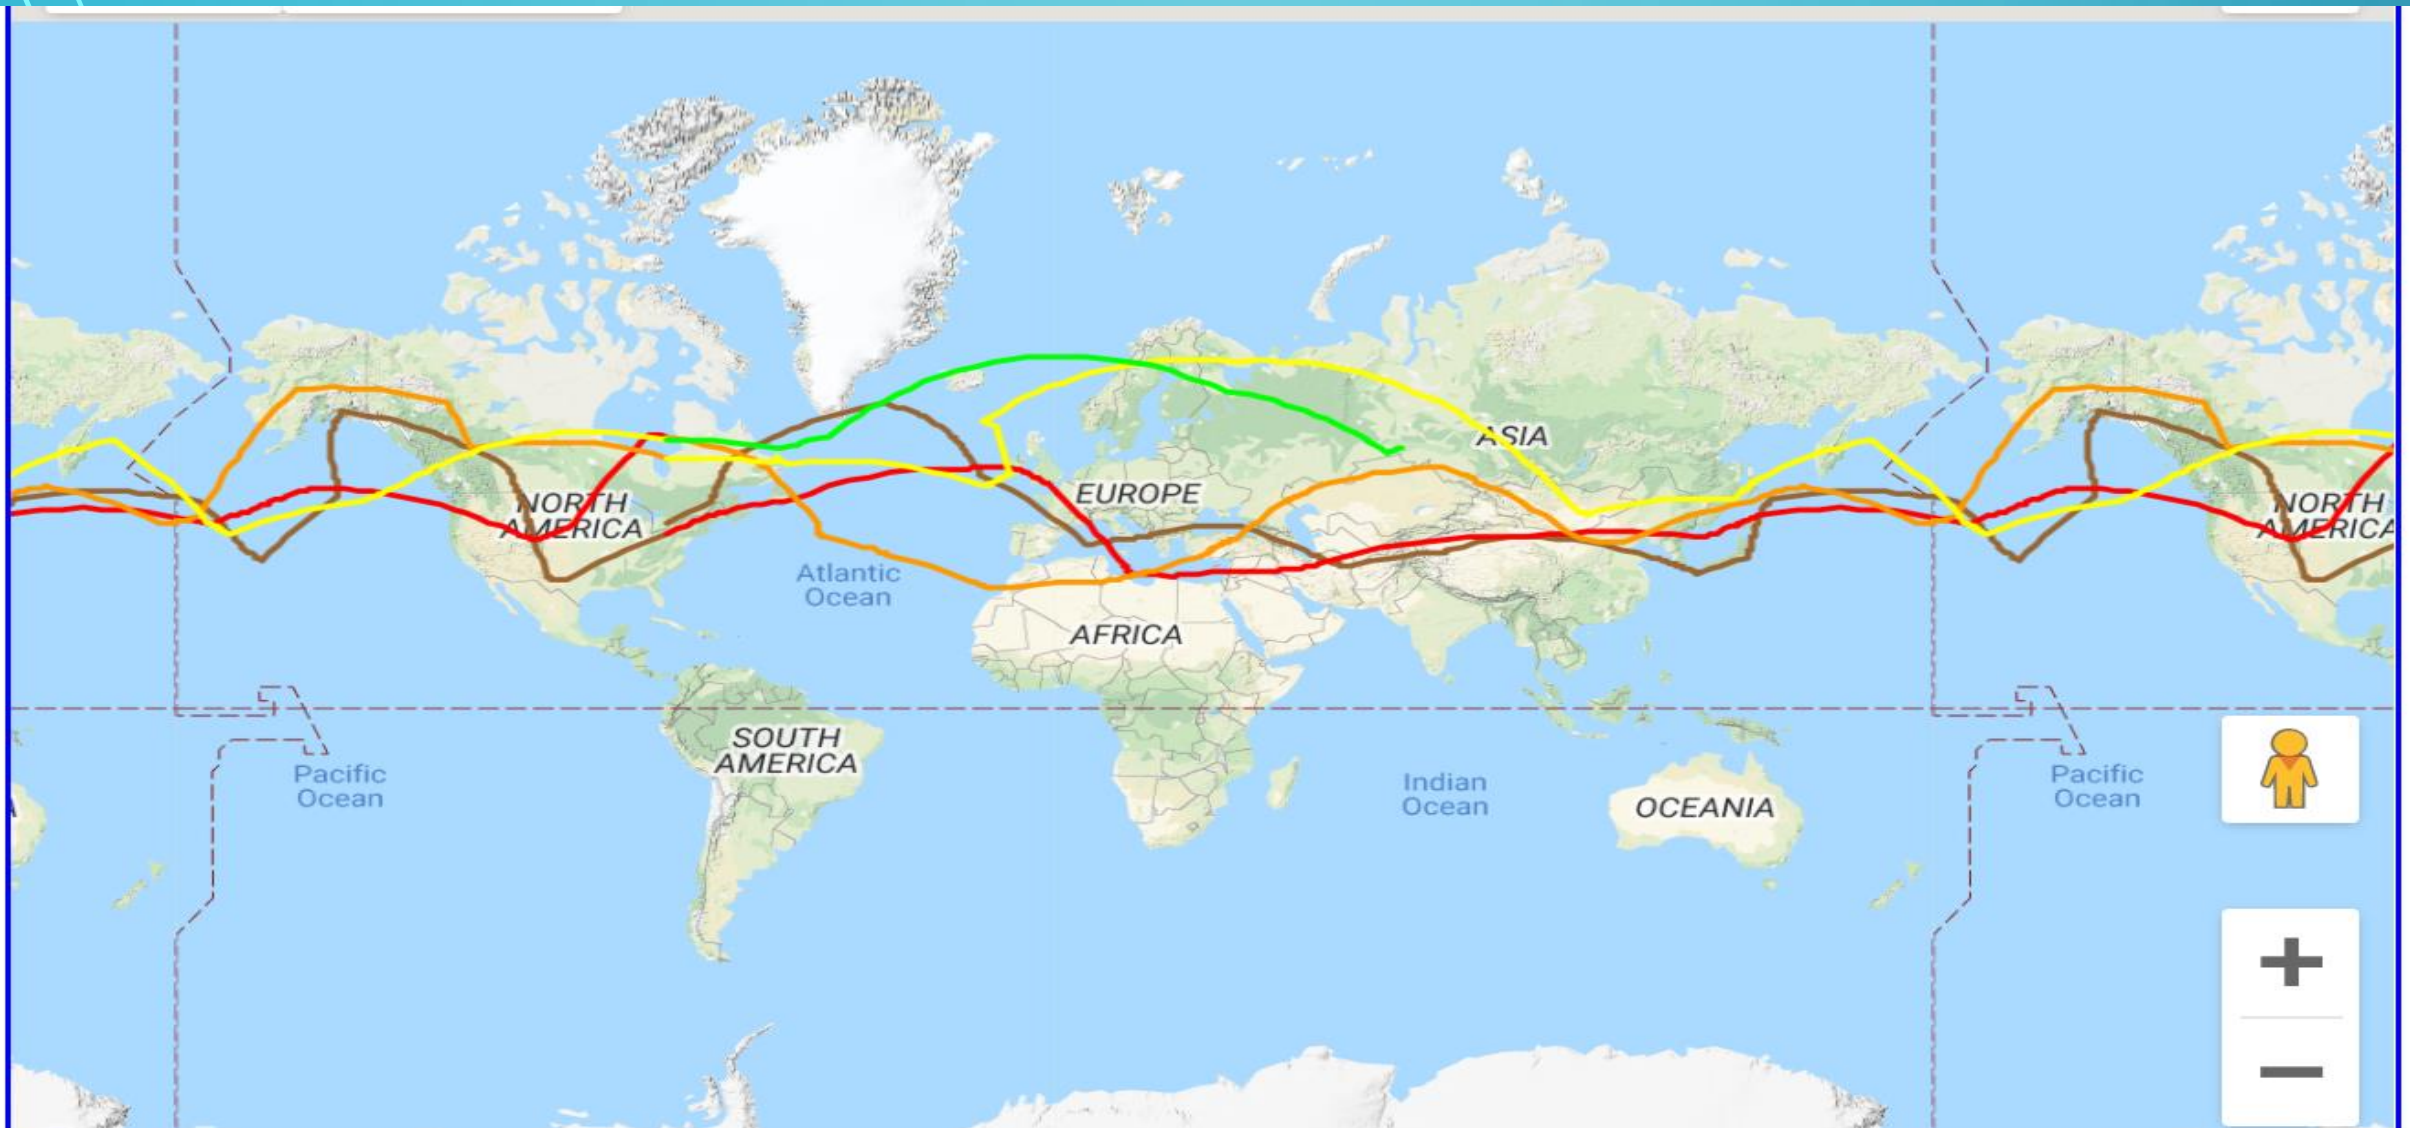 ASIA
NORTH
AMERICA
EUROPE
NORTH
AMERICA
Atlantic
Ocean
AFRICA
SOUTH
AMERICA
Pacific
Ocean
Indian
Ocean
OCEANIA
Pacific
Ocean
+
−